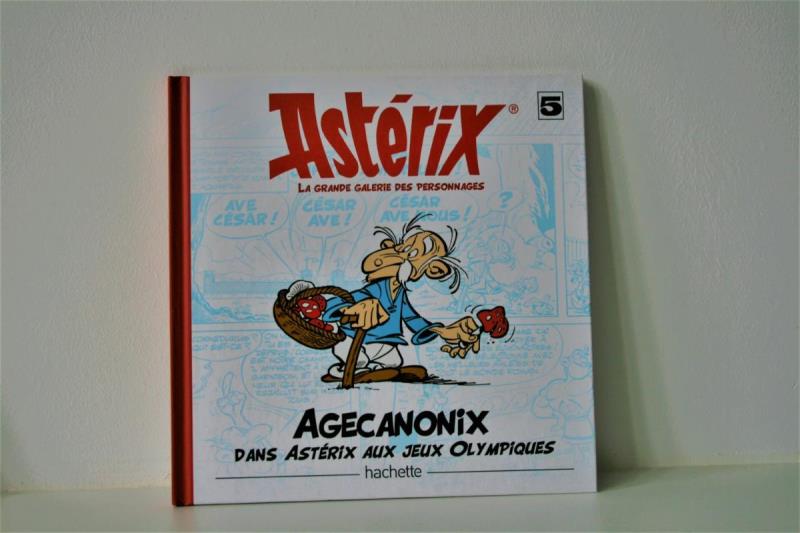 Astérix®
5
LA GRANDE GALERIE DES PERSONNAGES
AVE CÉSAR!
CÉSAR AVE!
CÉSAR AVE NOUS!
?
AGECANONIX
DANS ASTÉRIX AUX JEUX OLYMPIQUES
hachette